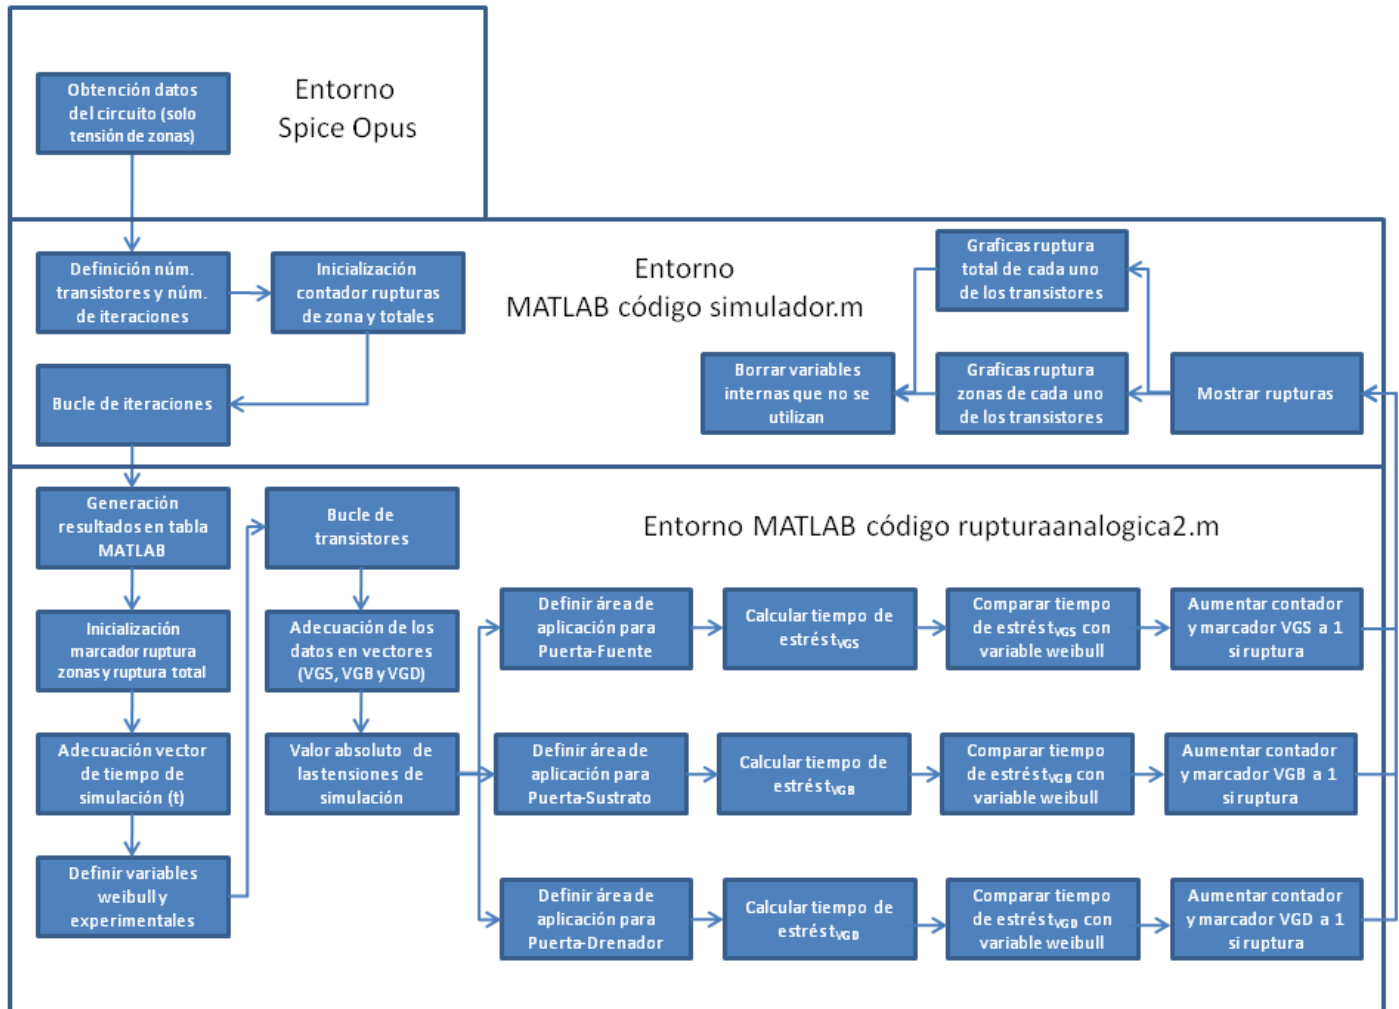 Obtención datos
del circuito (solo
tensión de zonas)
Entorno
Spice Opus
Definición núm.
transistores y núm.
de iteraciones
Inicialización
contador rupturas
de zona y totales
Entorno
MATLAB código simulador.m
Graficas ruptura
total de cada uno
de los transistores
Bucle de iteraciones
Borrar variables
internas que no se
utilizan
Graficas ruptura
zonas de cada uno
de los transistores
Mostrar rupturas
Generación
resultados en tabla
MATLAB
Bucle de
transistores
Entorno MATLAB código rupturaanalogica2.m
Inicialización
marcador ruptura
zonas y ruptura total
Adecuación de los
datos en vectores
(VGS, VGB y VGD)
Definir área de
aplicación para
Puerta-Fuente
Calcular tiempo de
estrés tVGS
Comparar tiempo
de estrés tVGS con
variable weibull
Aumentar contador
y marcador VGS a 1
si ruptura
Adecuación vector
de tiempo de
simulación (t)
Valor absoluto de
las tensiones de
simulación
Definir área de
aplicación para
Puerta-Sustrato
Calcular tiempo de
estrés tVGB
Comparar tiempo
de estrés tVGB con
variable weibull
Aumentar contador
y marcador VGB a 1
si ruptura
Definir variables
weibull y
experimentales
Definir área de
aplicación para
Puerta-Drenador
Calcular tiempo de
estrés tVGD
Comparar tiempo
de estrés tVGD con
variable weibull
Aumentar contador
y marcador VGD a 1
si ruptura